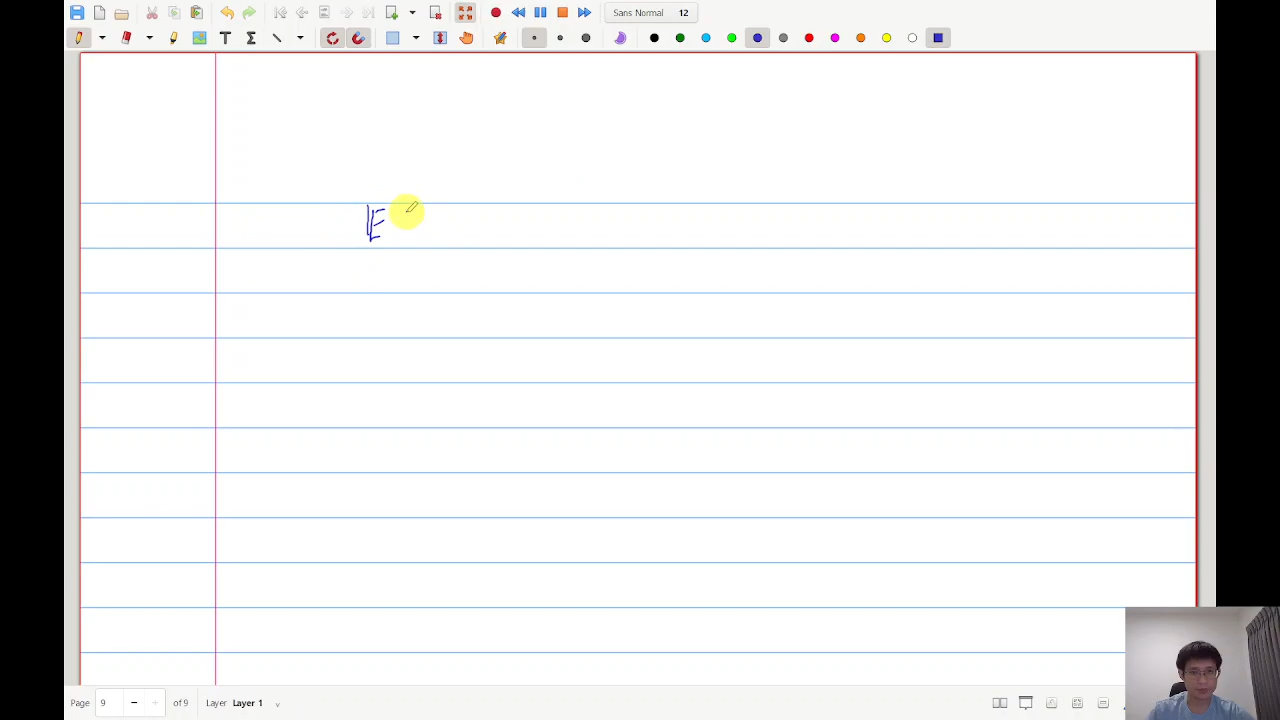 Sans Normal 12
𝔼
Page 9 of 9 Layer Layer 1